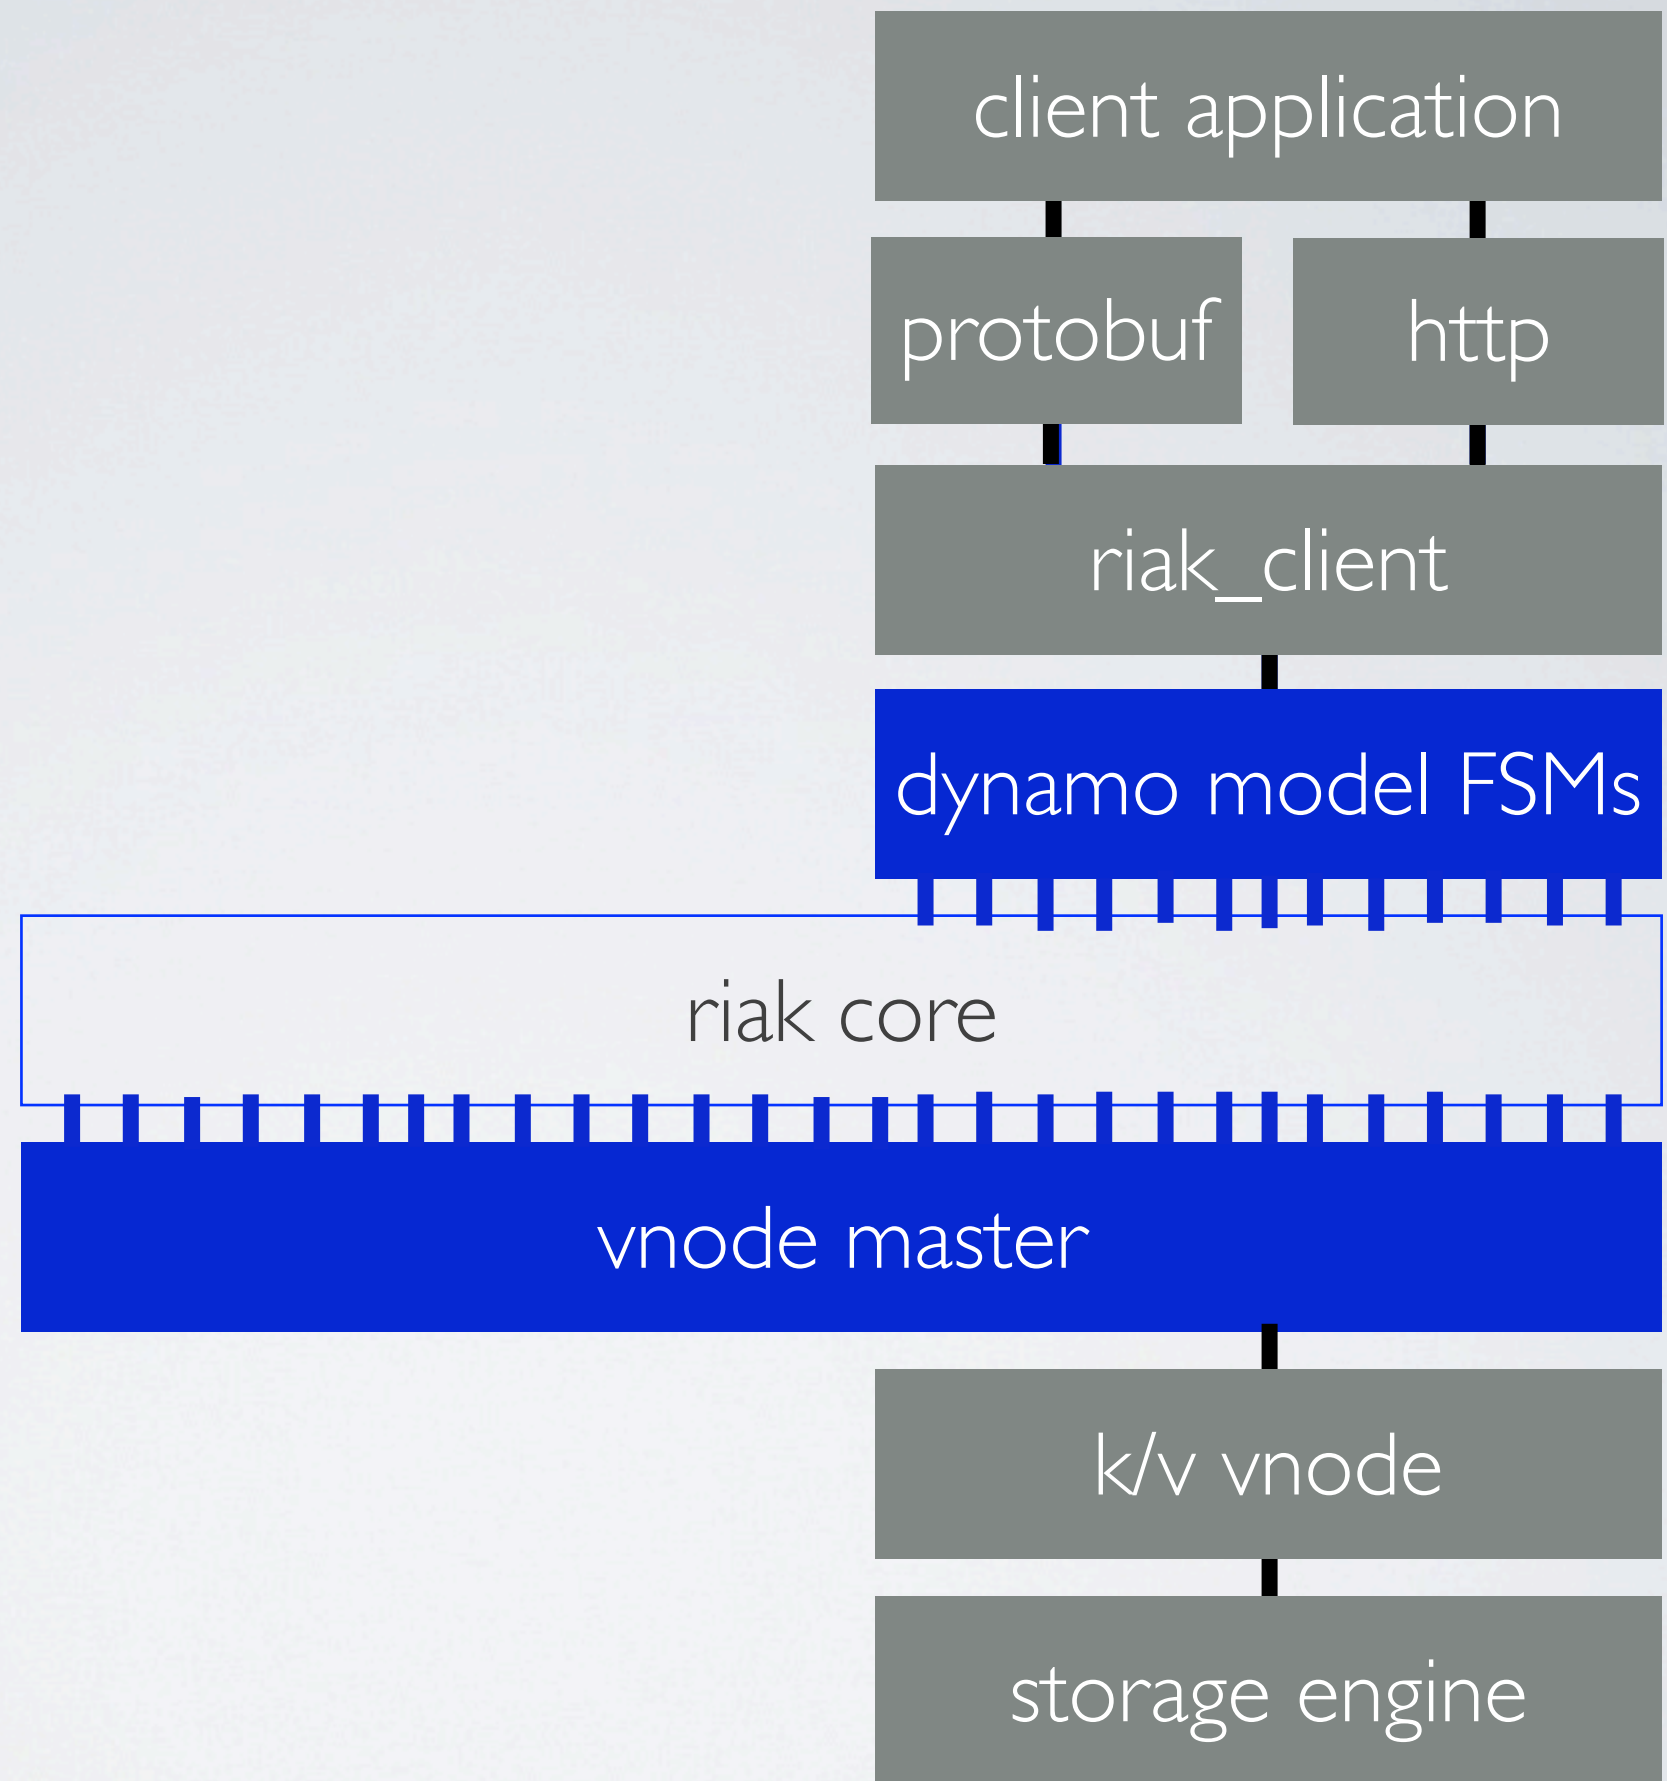 client application
protobuf
http
riak_client
dynamo model FSMs
riak core
vnode master
k/v vnode
storage engine